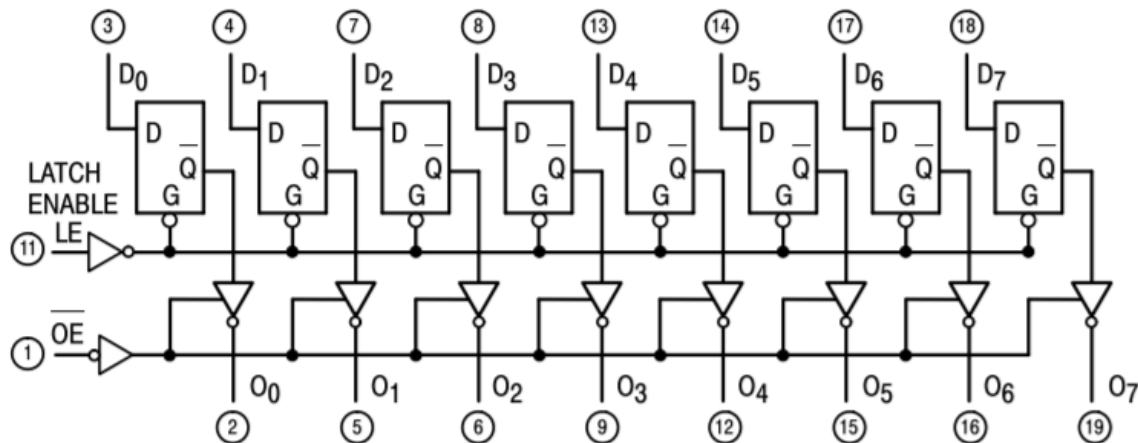 3 4 7 8 13 14 17 18
D0 D1 D2 D3 D4 D5 D6 D7
D D D D D D D D
Q̅ Q̅ Q̅ Q̅ Q̅ Q̅ Q̅ Q̅
LATCH
ENABLE
G G G G G G G G
11 LE
1 O̅E̅
O0 O1 O2 O3 O4 O5 O6 O7
2 5 6 9 12 15 16 19